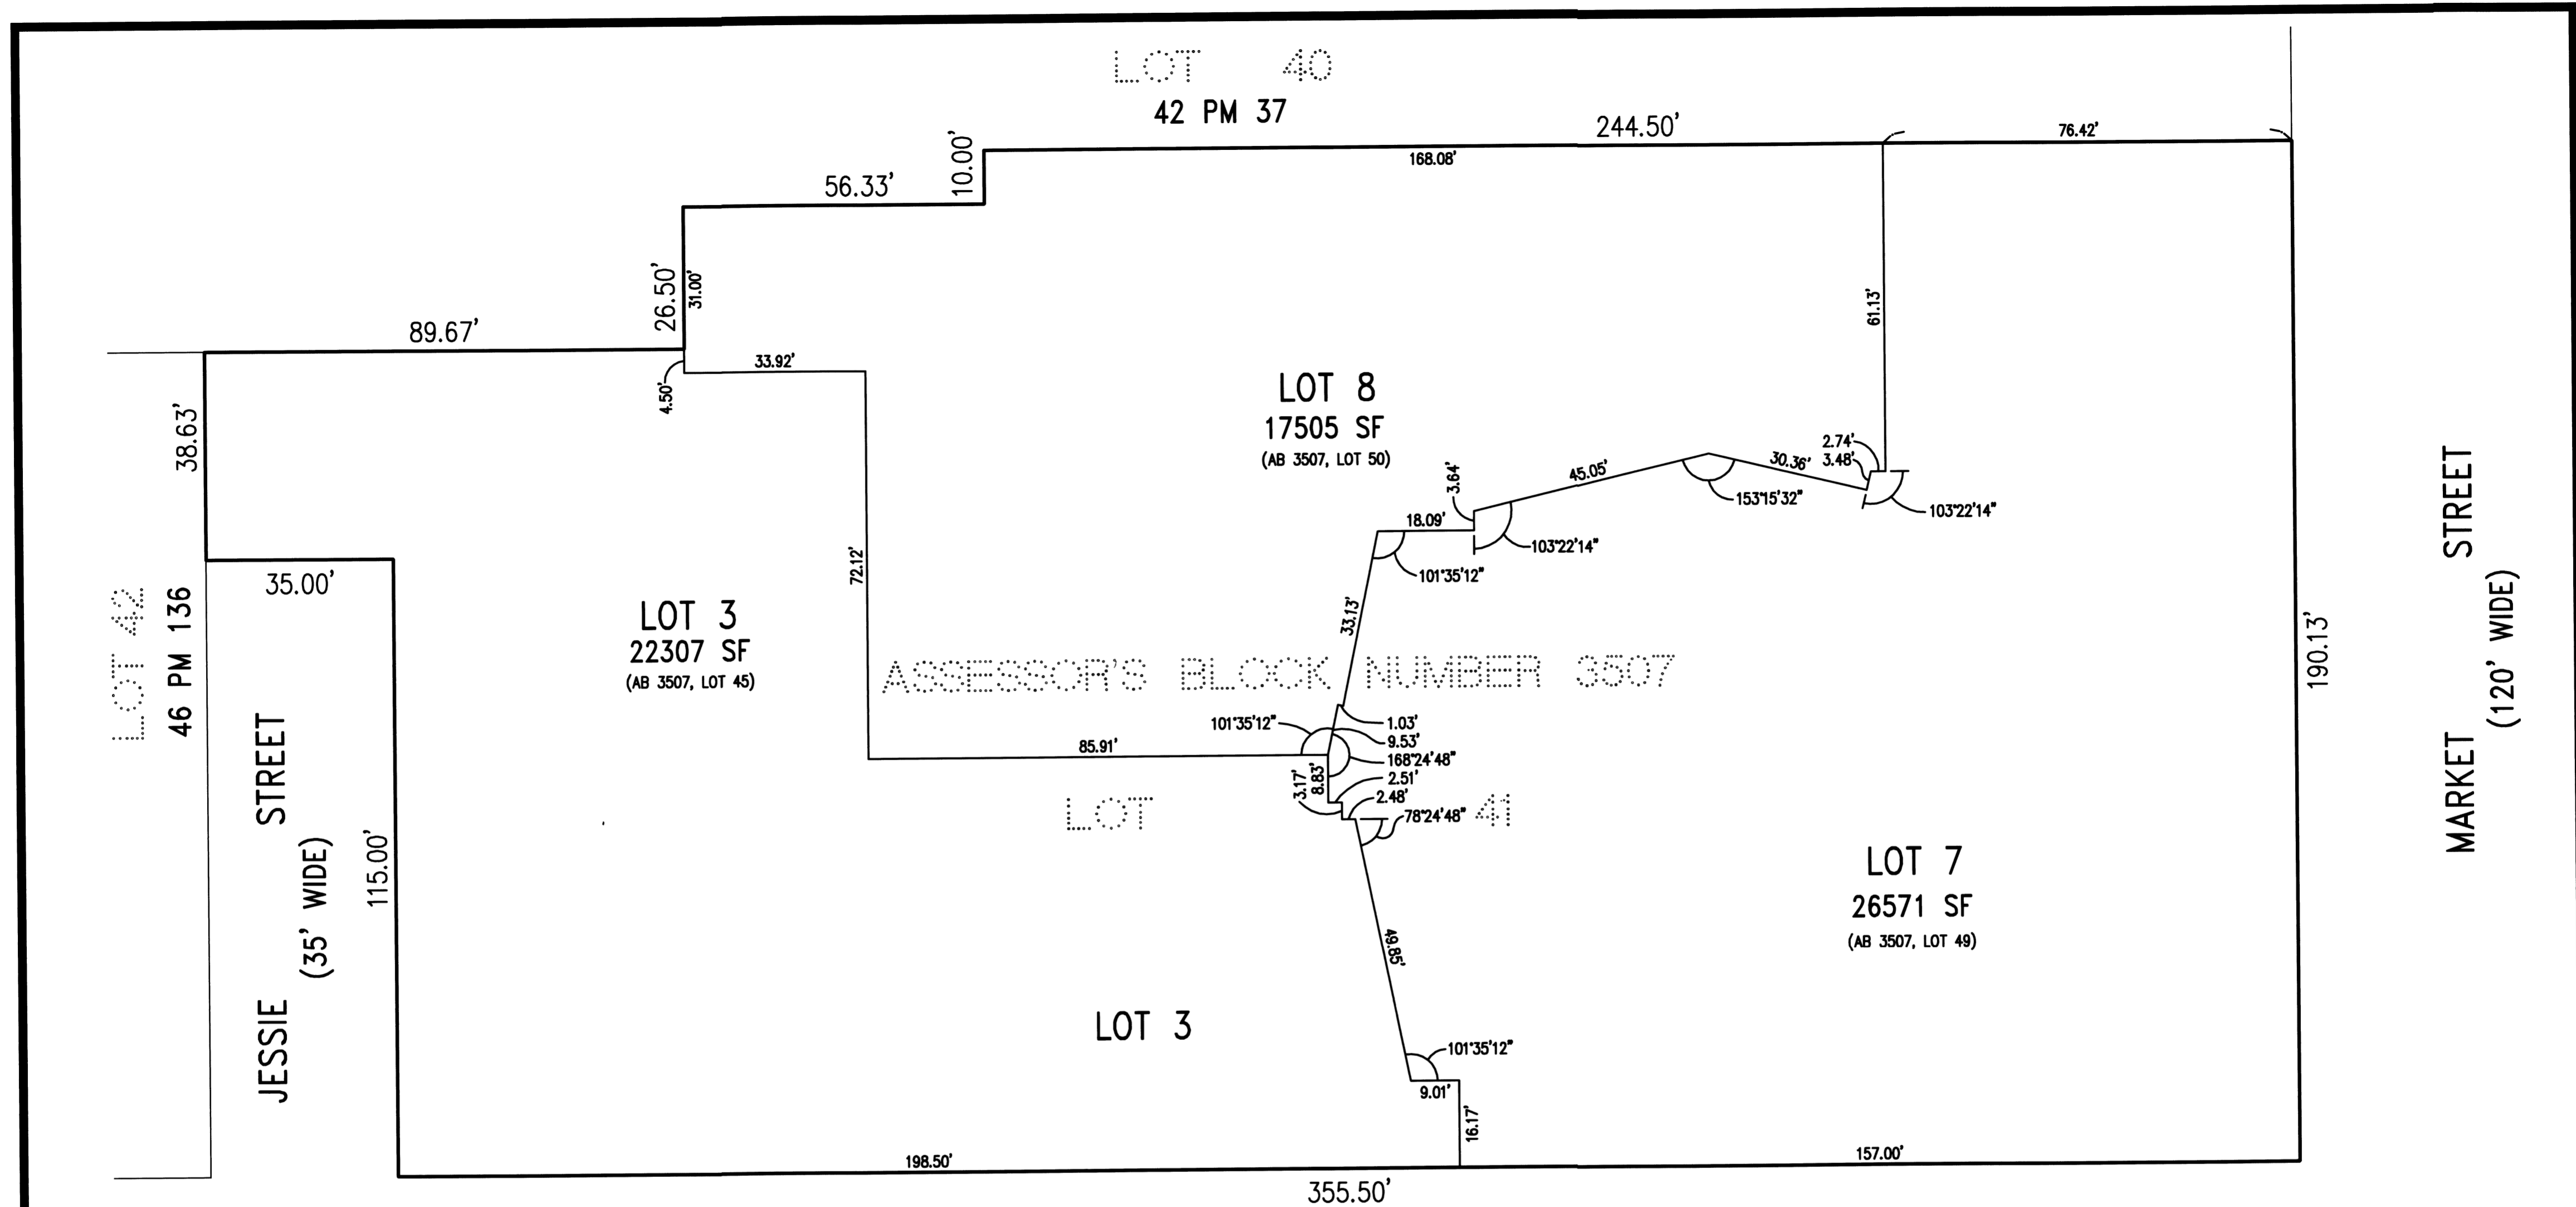 LOT 40
42 PM 37
244.50'
76.42'
168.08'
10.00'
56.33'
26.50'
31.00'
89.67'
33.92'
4.50'
38.63'
35.00'
61.13'
LOT 8
17505 SF
(AB 3507, LOT 50)
2.74'
3.48'
30.36'
45.05'
3.64'
153°15'32"
103°22'14"
18.09'
103°22'14"
101°35'12"
33.13'
72.12'
LOT 3
22307 SF
(AB 3507, LOT 45)
LOT 42
46 PM 136
ASSESSOR'S BLOCK NUMBER 3507
190.13'
MARKET STREET
(120' WIDE)
JESSIE STREET
(35' WIDE)
115.00'
101°35'12"
1.03'
9.53'
168°24'48"
85.91'
8.83'
3.17'
2.51'
2.48'
78°24'48"
LOT 41
LOT 7
26571 SF
(AB 3507, LOT 49)
49.85'
LOT 3
101°35'12"
9.01'
16.17'
198.50'
157.00'
355.50'